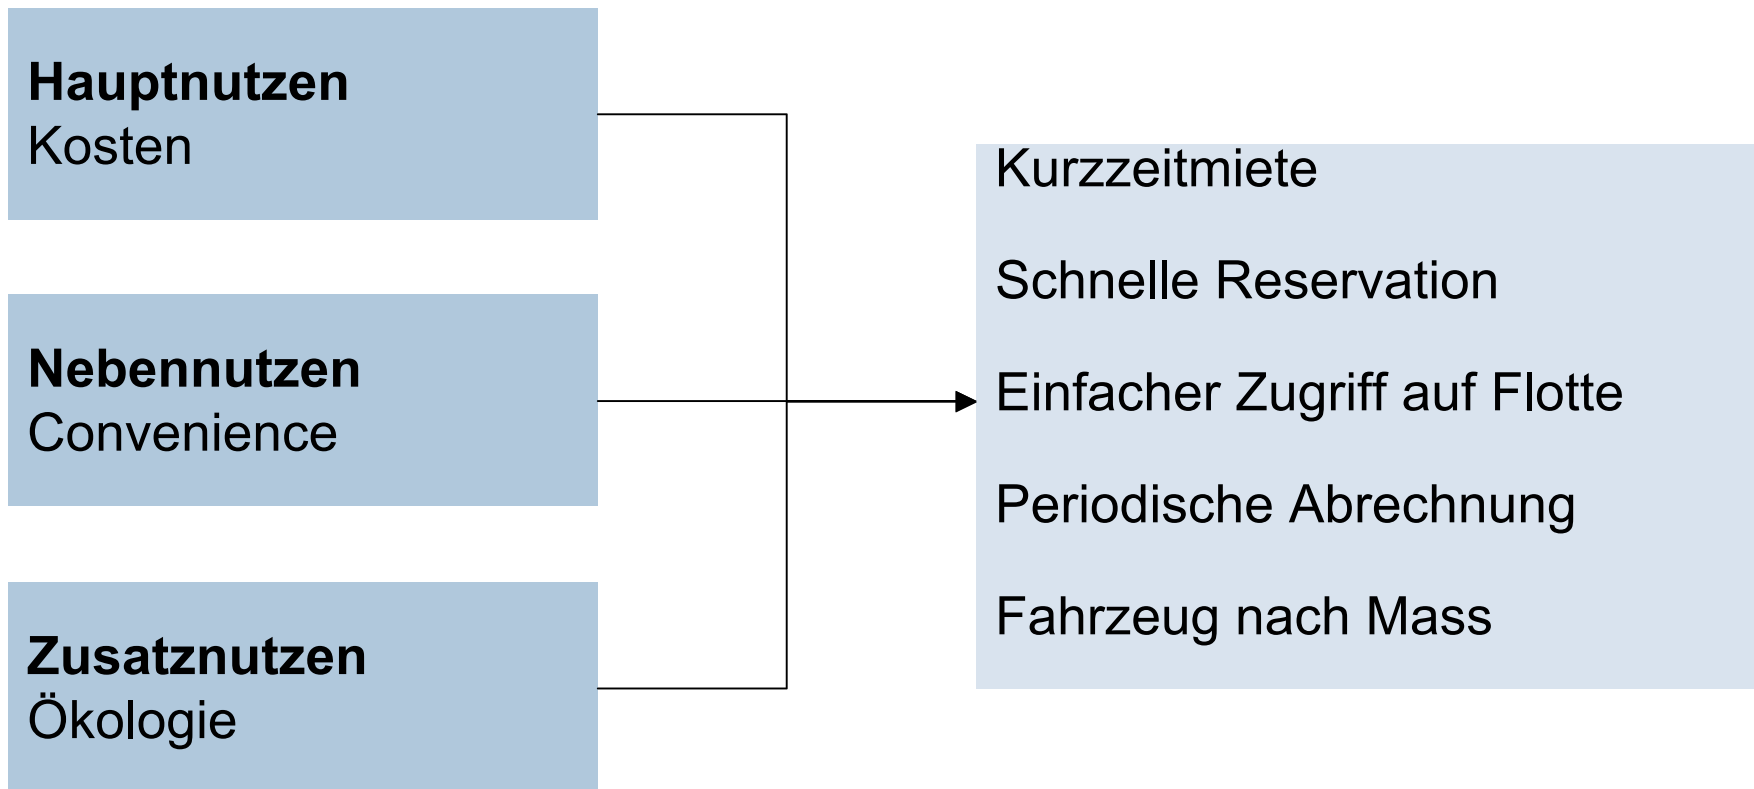 Hauptnutzen
Kosten
Nebennutzen
Convenience
Zusatznutzen
Ökologie
Kurzzeitmiete
Schnelle Reservation
Einfacher Zugriff auf Flotte
Periodische Abrechnung
Fahrzeug nach Mass